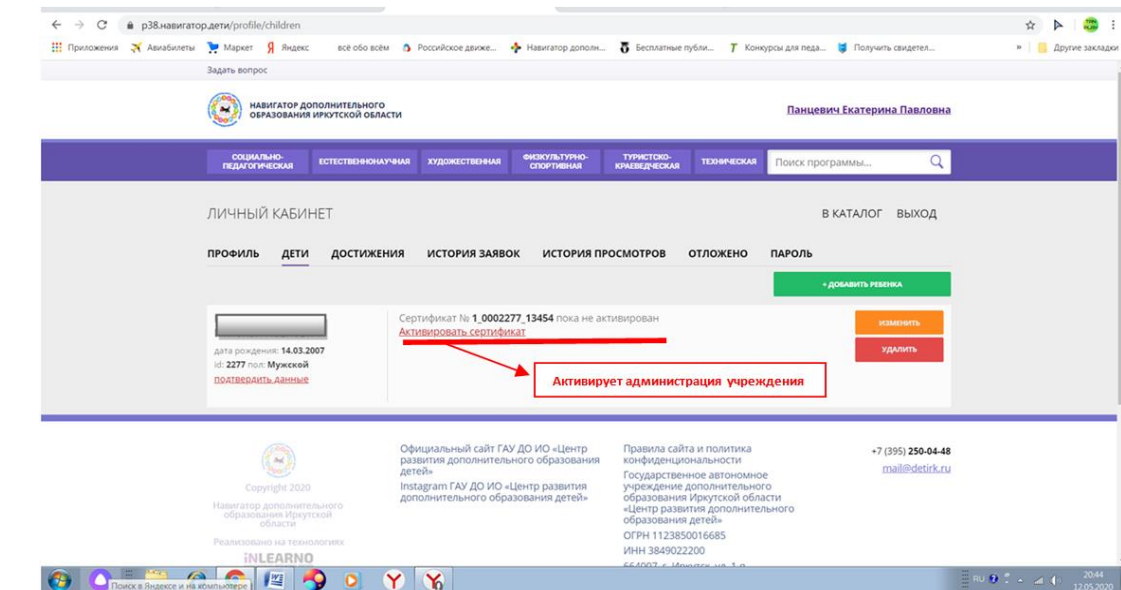 р38.навигатор.дети/profile/children
Приложения Авиабилеты Маркет Яндекс всё обо всём Российское движе... Навигатор дополн... Бесплатные публи... Конкурсы для педа... Получить свидетел... » Другие закладки
Задать вопрос
НАВИГАТОР ДОПОЛНИТЕЛЬНОГО
ОБРАЗОВАНИЯ ИРКУТСКОЙ ОБЛАСТИ
Панцевич Екатерина Павловна
СОЦИАЛЬНО-
ПЕДАГОГИЧЕСКАЯ
ЕСТЕСТВЕННОНАУЧНАЯ
ХУДОЖЕСТВЕННАЯ
ФИЗКУЛЬТУРНО-
СПОРТИВНАЯ
ТУРИСТСКО-
КРАЕВЕДЧЕСКАЯ
ТЕХНИЧЕСКАЯ
Поиск программы...
ЛИЧНЫЙ КАБИНЕТ
В КАТАЛОГ ВЫХОД
ПРОФИЛЬ ДЕТИ ДОСТИЖЕНИЯ ИСТОРИЯ ЗАЯВОК ИСТОРИЯ ПРОСМОТРОВ ОТЛОЖЕНО ПАРОЛЬ
+ ДОБАВИТЬ РЕБЕНКА
Сертификат № 1_0002277_13454 пока не активирован
Активировать сертификат
ИЗМЕНИТЬ
УДАЛИТЬ
дата рождения: 14.03.2007
id: 2277 пол: Мужской
подтвердить данные
Активирует администрация учреждения
Copyright 2020
Навигатор дополнительного
образования Иркутской
области
Реализовано на технологиях
iNLEARNO
Официальный сайт ГАУ ДО ИО «Центр
развития дополнительного образования
детей»
Instagram ГАУ ДО ИО «Центр развития
дополнительного образования детей»
Правила сайта и политика
конфиденциональности
Государственное автономное
учреждение дополнительного
образования Иркутской области
«Центр развития дополнительного
образования детей»
ОГРН 1123850016685
ИНН 3849022200
+7 (395) 250-04-48
mail@detirk.ru
Поиск в Яндексе и на компьютере
RU
20:44
12.05.2020